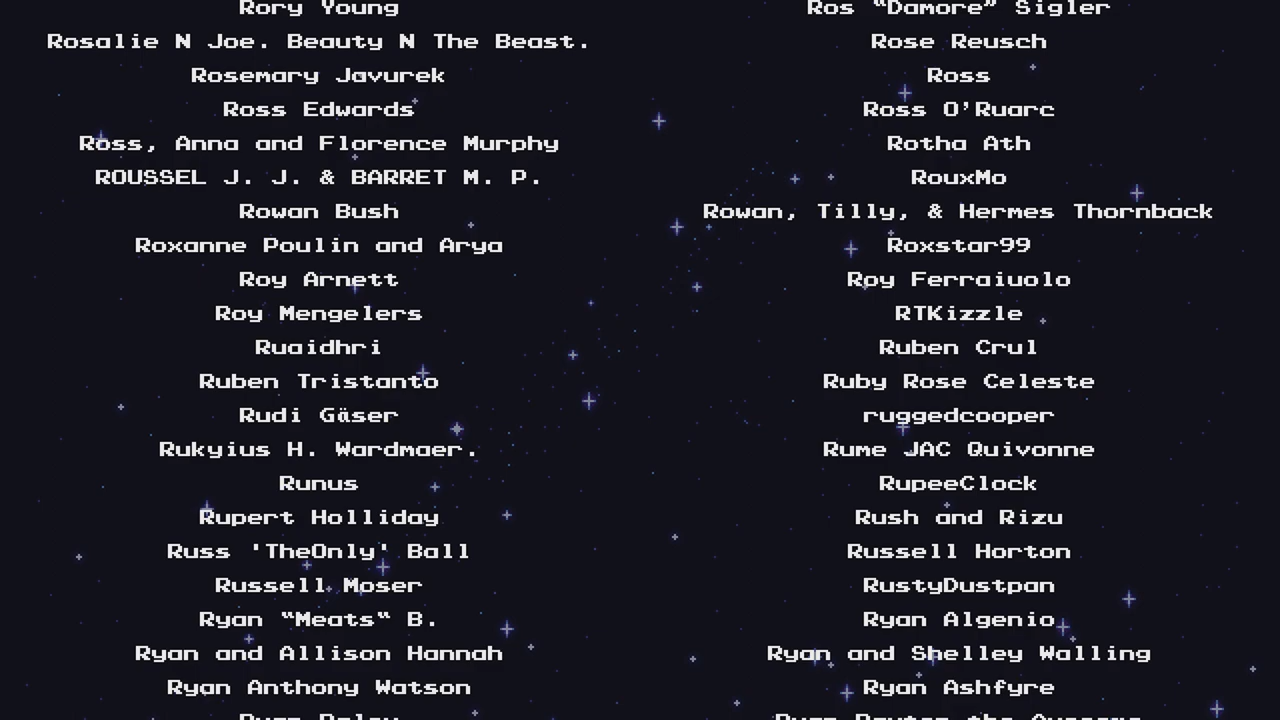 Rory Young
Ros “Damore” Sigler
Rosalie N Joe. Beauty N The Beast.
Rose Reusch
Rosemary Javurek
Ross
Ross Edwards
Ross O'Ruarc
Ross, Anna and Florence Murphy
Rotha Ath
ROUSSEL J. J. & BARRET M. P.
RouxMo
Rowan Bush
Rowan, Tilly, & Hermes Thornback
Roxanne Poulin and Arya
Roxstar99
Roy Arnett
Roy Ferraiuolo
Roy Mengelers
RTKizzle
Ruaidhri
Ruben Crul
Ruben Tristanto
Ruby Rose Celeste
Rudi Gäser
ruggedcooper
Rukyius H. Wardmaer.
Rume JAC Quivonne
Runus
RupeeClock
Rupert Holliday
Rush and Rizu
Russ 'TheOnly' Ball
Russell Horton
Russell Moser
RustyDustpan
Ryan “Meats“ B.
Ryan Algenio
Ryan and Allison Hannah
Ryan and Shelley Walling
Ryan Anthony Watson
Ryan Ashfyre
Ryan
Ryan the